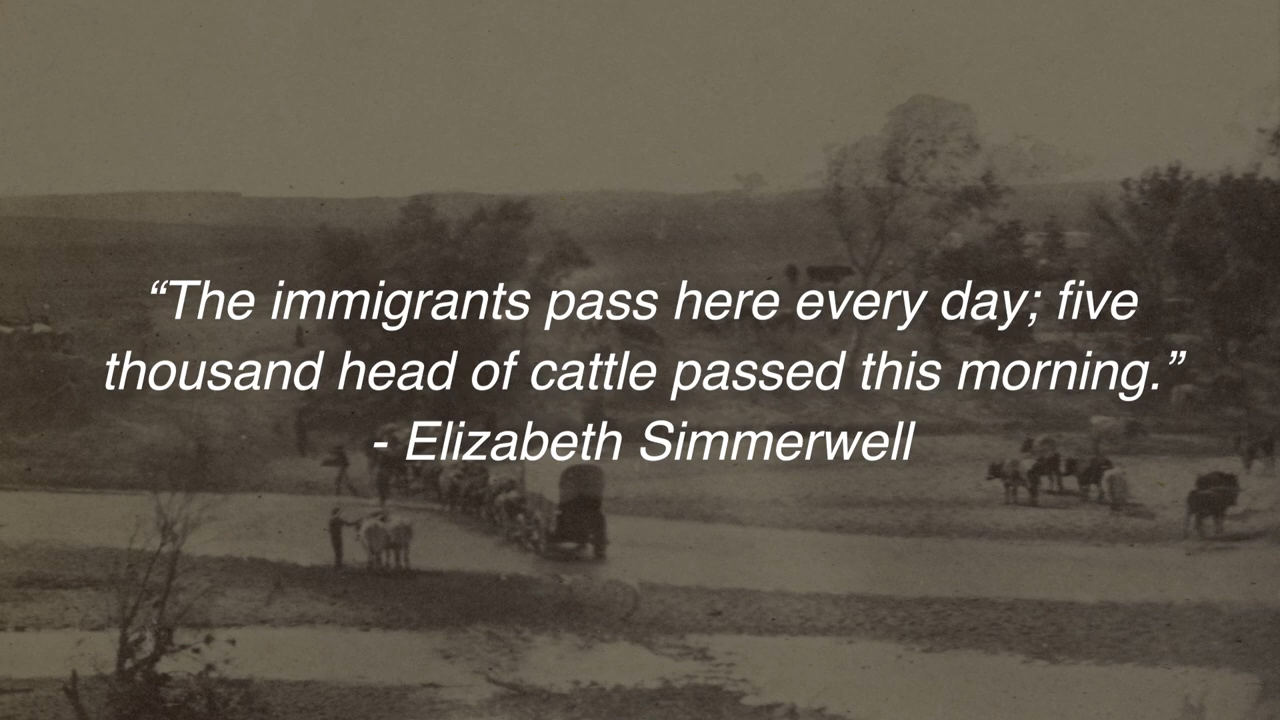 “The immigrants pass here every day; five
thousand head of cattle passed this morning.”
- Elizabeth Simmerwell